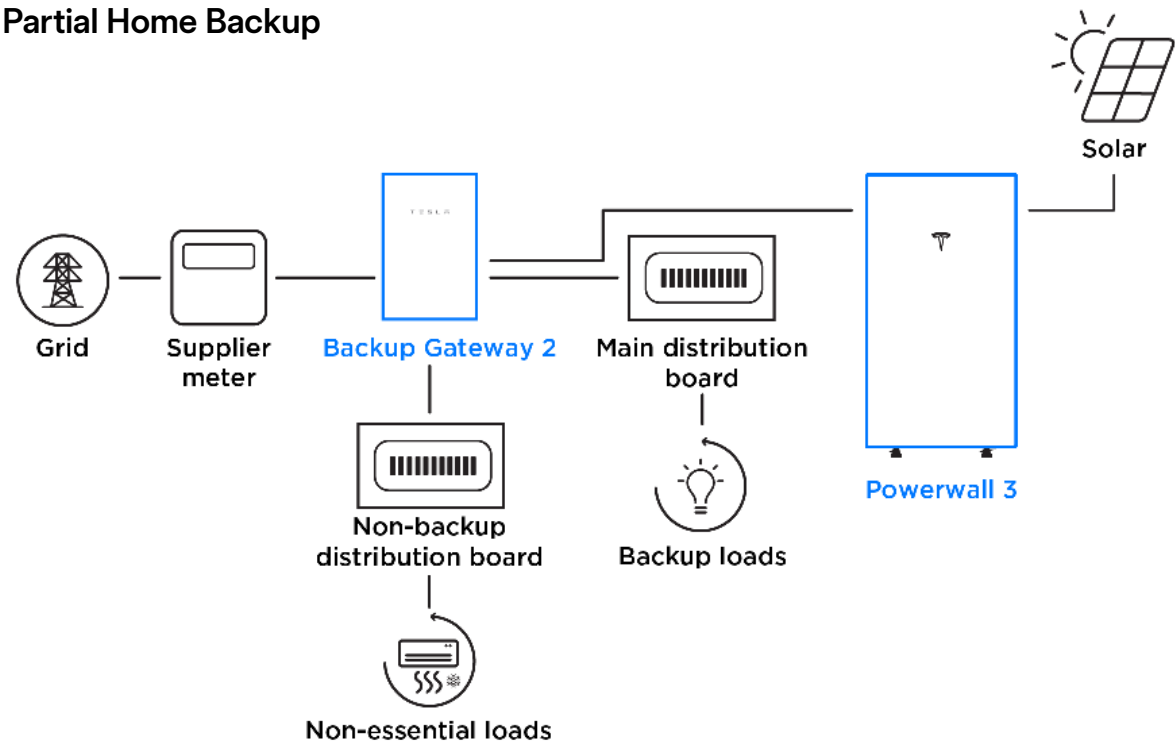 Partial Home Backup
Solar
TESLA
Grid
Supplier
meter
Backup Gateway 2
Main distribution
board
Powerwall 3
Non-backup
distribution board
Backup loads
Non-essential loads